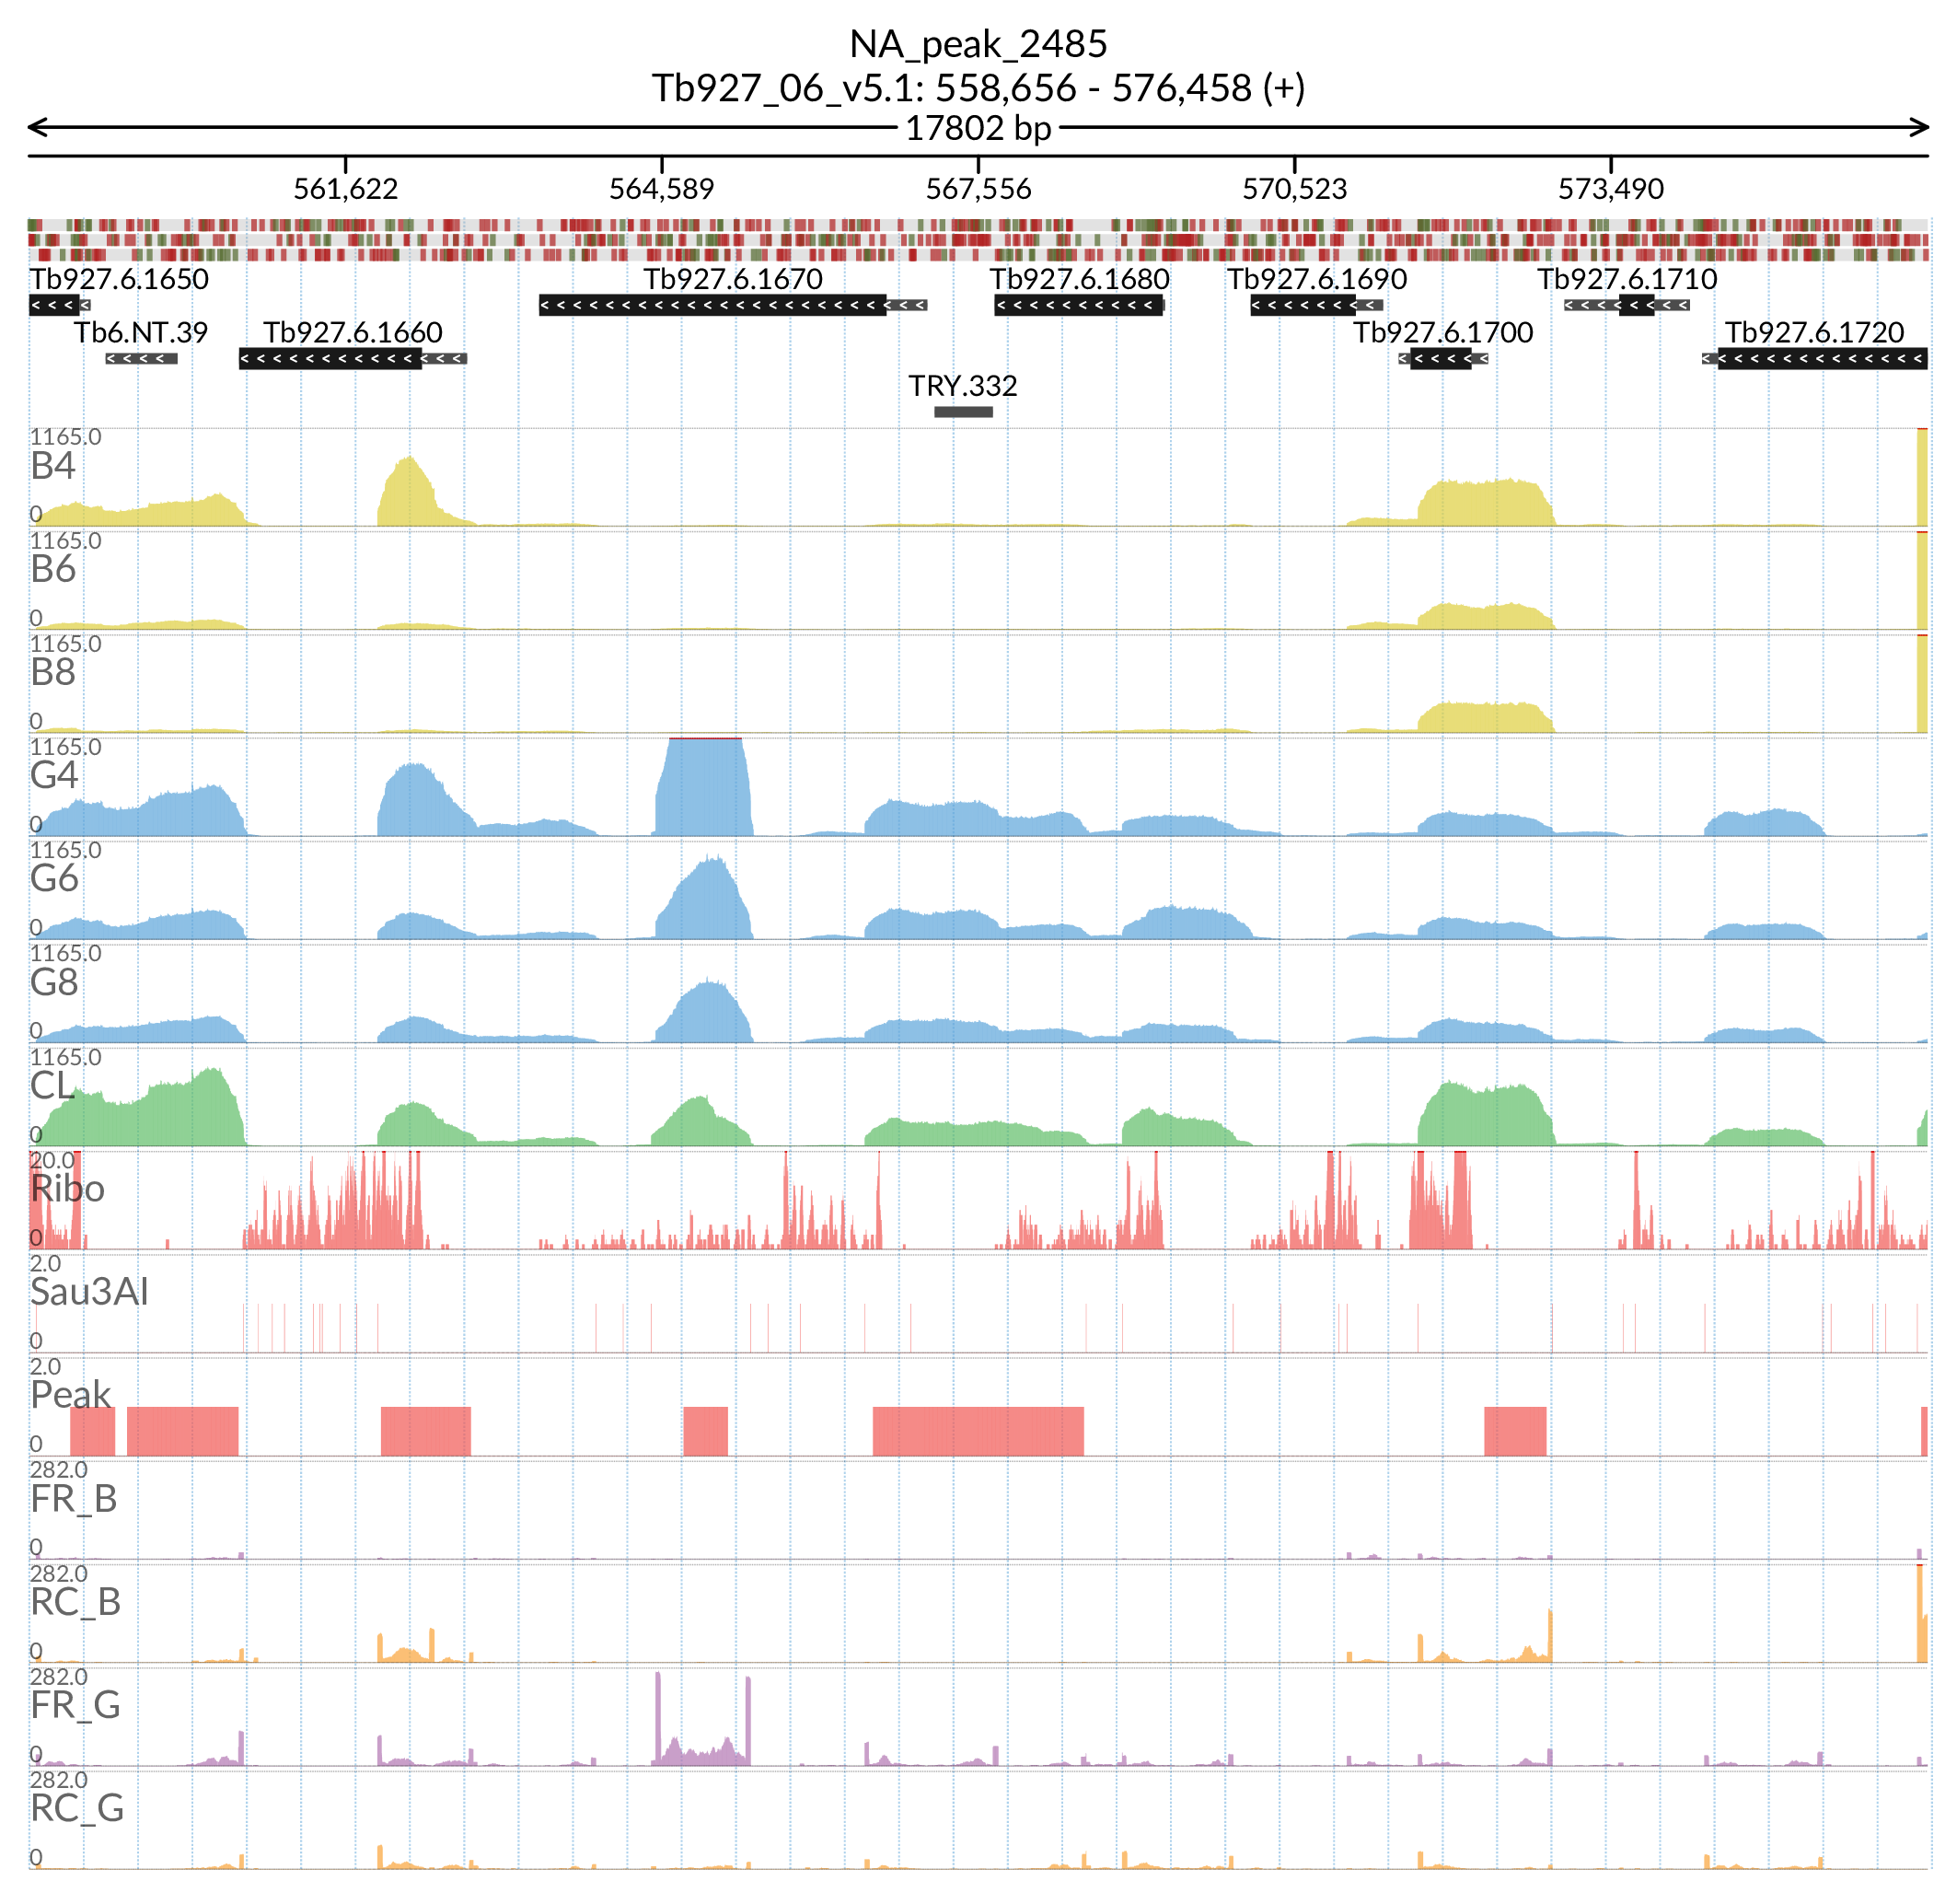 NA_peak_2485
Tb927_06_v5.1: 558,656 - 576,458 (+)
17802 bp
561,622 564,589 567,556 570,523 573,490
Tb927.6.1650 Tb927.6.1670 Tb927.6.1680 Tb927.6.1690 Tb927.6.1710
Tb6.NT.39 Tb927.6.1660 Tb927.6.1700 Tb927.6.1720
TRY.332
1165.0
B4
0
1165.0
B6
0
1165.0
B8
0
1165.0
G4
0
1165.0
G6
0
1165.0
G8
0
1165.0
CL
0
20.0
Ribo
0
2.0
Sau3AI
0
2.0
Peak
0
282.0
FR_B
0
282.0
RC_B
0
282.0
FR_G
0
282.0
RC_G
0